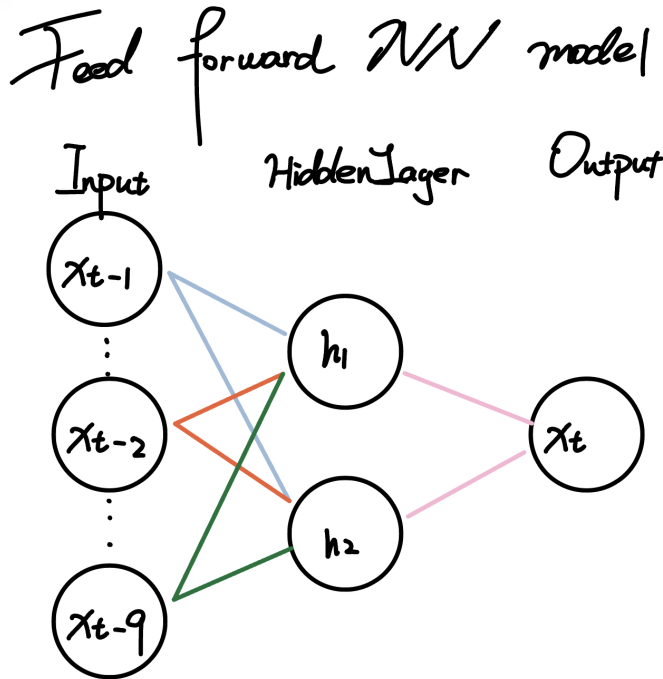 Feed forward NN model
Input HiddenLayer Output
xt-1
h1
xt-2
xt
h2
xt-9